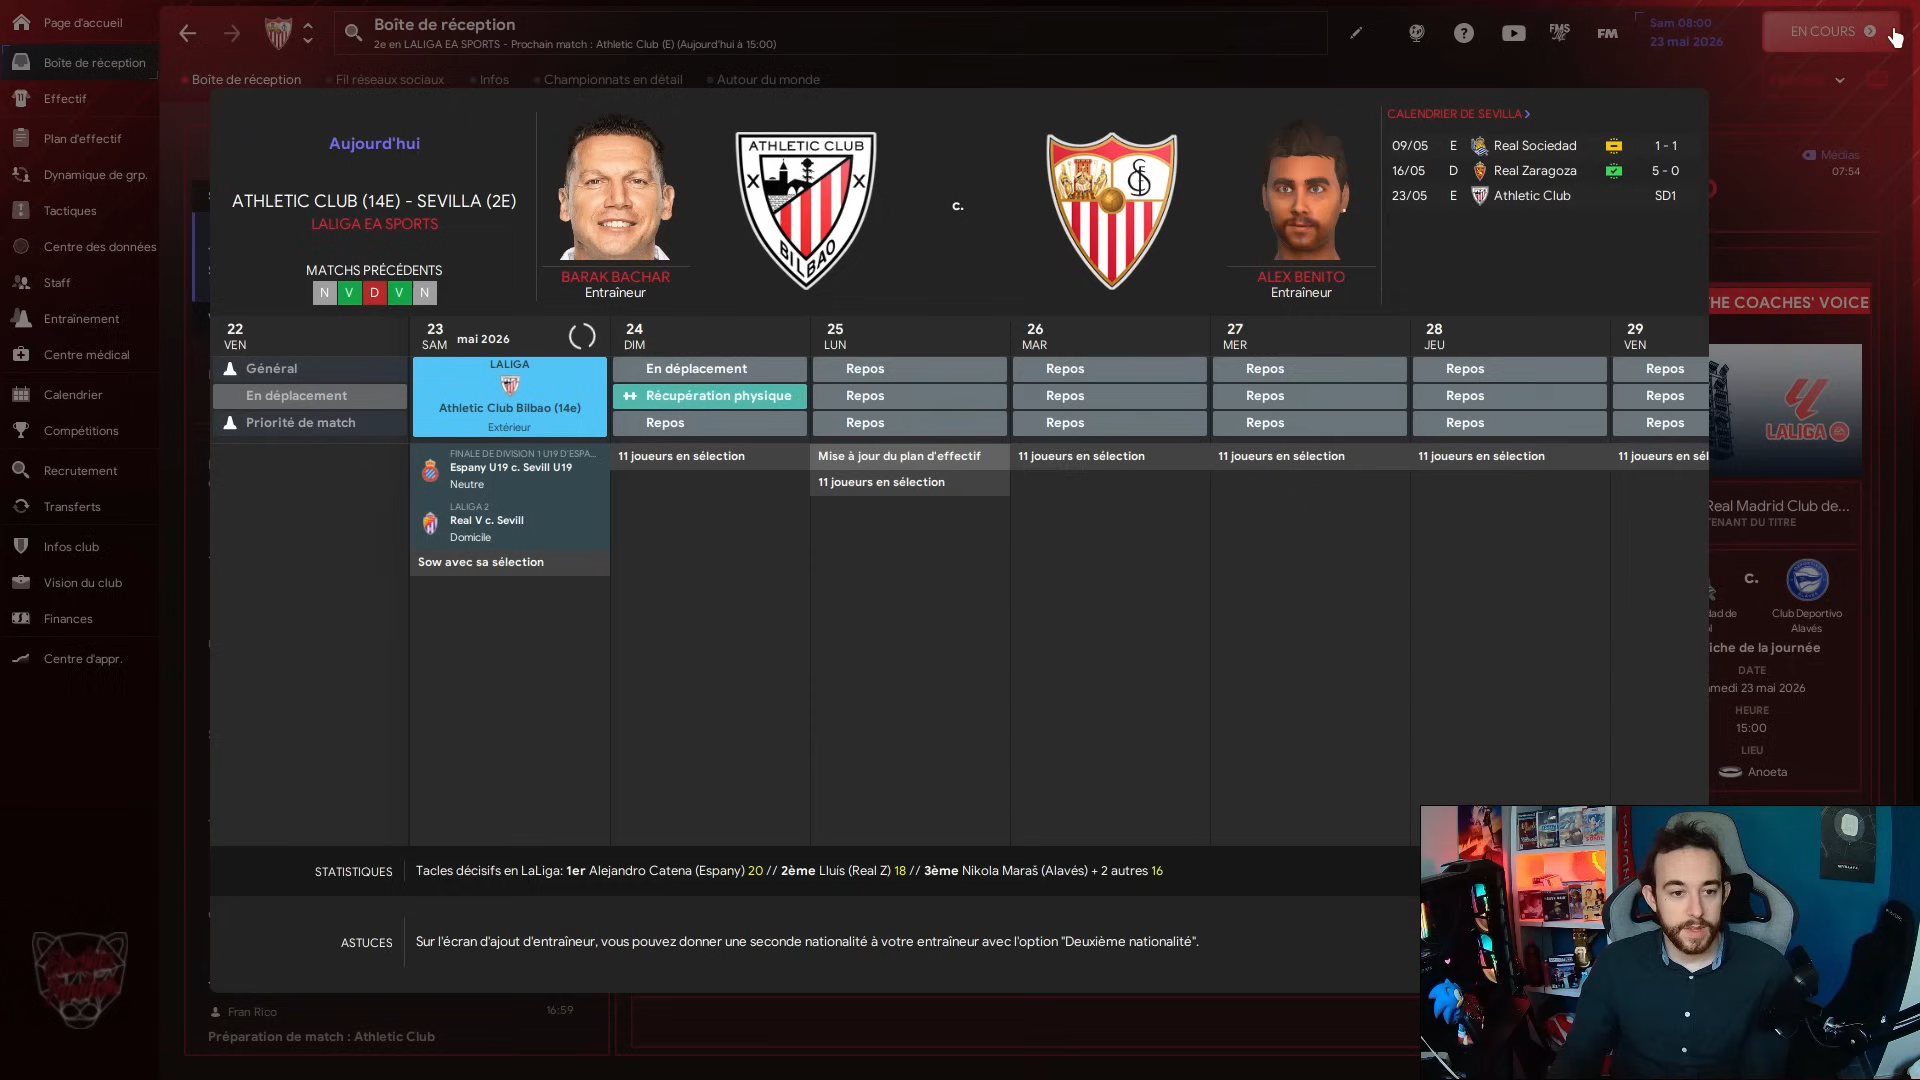 Page d'accueil
Boîte de réception
Effectif
Plan d'effectif
Dynamique de grp.
Tactiques
Centre des données
Staff
Entraînement
Centre médical
Calendrier
Compétitions
Recrutement
Transferts
Infos club
Vision du club
Finances
Centre d'appr.
Boîte de réception
2e en LALIGA EA SPORTS - Prochain match : Athletic Club (E) (Aujourd'hui à 15:00)
FMS
FM
Sam 08:00
23 mai 2026
EN COURS
Boîte de réception
Fil réseaux sociaux
Infos
Championnats en détail
Autour du monde
Aujourd'hui
ATHLETIC CLUB (14E) - SEVILLA (2E)
LALIGA EA SPORTS
MATCHS PRÉCÉDENTS
N V D V N
BARAK BACHAR
Entraîneur
ATHLETIC CLUB
BILBAO
c.
ALEX BENITO
Entraîneur
CALENDRIER DE SEVILLA >
09/05 E Real Sociedad 1 - 1
16/05 D Real Zaragoza 5 - 0
23/05 E Athletic Club SD1
Médias
07:54
22
VEN
Général
En déplacement
Priorité de match
23
SAM
mai 2026
LALIGA
Athletic Club Bilbao (14e)
Extérieur
FINALE DE DIVISION 1 U19 D'ESPA...
Espany U19 c. Sevill U19
Neutre
LALIGA 2
Real V c. Sevill
Domicile
Sow avec sa sélection
24
DIM
En déplacement
Récupération physique
Repos
11 joueurs en sélection
25
LUN
Repos
Repos
Repos
Mise à jour du plan d'effectif
11 joueurs en sélection
26
MAR
Repos
Repos
Repos
11 joueurs en sélection
27
MER
Repos
Repos
Repos
11 joueurs en sélection
28
JEU
Repos
Repos
Repos
11 joueurs en sélection
29
VEN
Repos
Repos
Repos
11 joueurs en sél
HE COACHES' VOICE
LALIGA
Real Madrid Club de...
TENANT DU TITRE
c.
dad de
Club Deportivo
Alavés
iche de la journée
DATE
medi 23 mai 2026
HEURE
15:00
LIEU
Anoeta
STATISTIQUES
Tacles décisifs en LaLiga: 1er Alejandro Catena (Espany) 20 // 2ème Lluís (Real Z) 18 // 3ème Nikola Maraš (Alavés) + 2 autres 16
ASTUCES
Sur l'écran d'ajout d'entraîneur, vous pouvez donner une seconde nationalité à votre entraîneur avec l'option "Deuxième nationalité".
Fran Rico
16:59
Préparation de match : Athletic Club